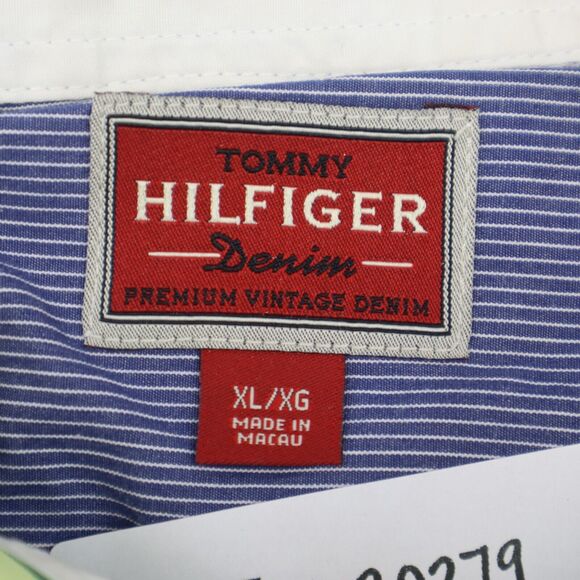 TOMMY
HILFIGER
Denim
PREMIUM VINTAGE DENIM
XL/XG
MADE IN
MACAU